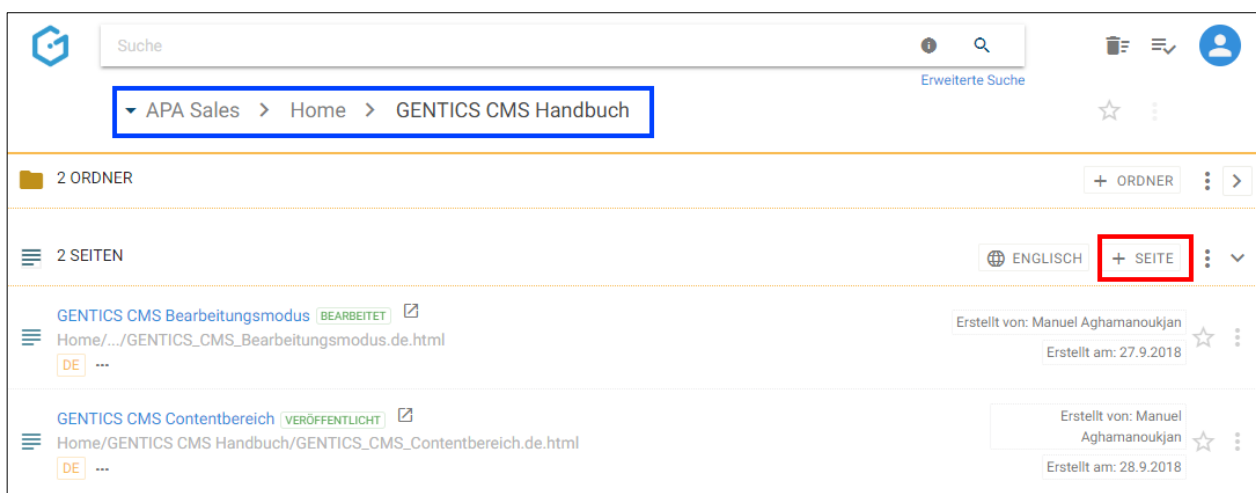 Suche
Erweiterte Suche
APA Sales > Home > GENTICS CMS Handbuch
2 ORDNER
+ ORDNER
2 SEITEN
ENGLISCH
+ SEITE
GENTICS CMS Bearbeitungsmodus BEARBEITET
Home/.../GENTICS_CMS_Bearbeitungsmodus.de.html
DE ---
Erstellt von: Manuel Aghamanoukjan
Erstellt am: 27.9.2018
GENTICS CMS Contentbereich VERÖFFENTLICHT
Home/GENTICS CMS Handbuch/GENTICS_CMS_Contentbereich.de.html
DE ---
Erstellt von: Manuel
Aghamanoukjan
Erstellt am: 28.9.2018